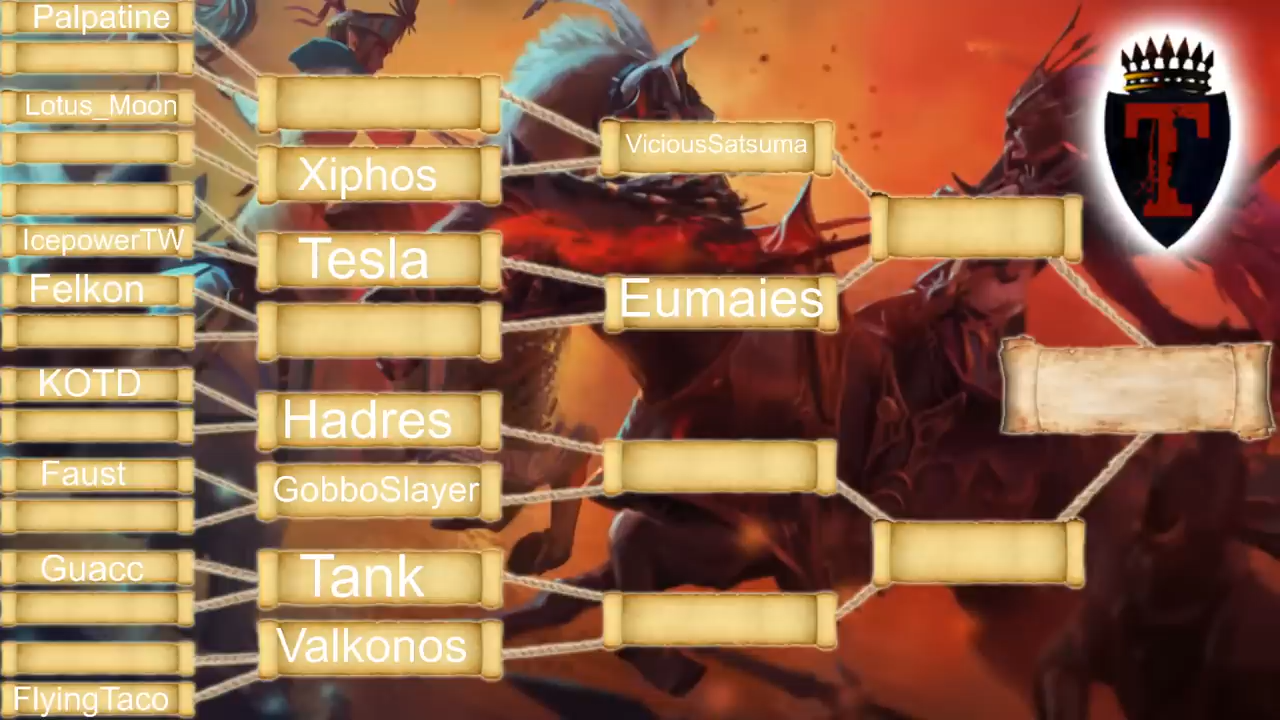 Palpatine
Lotus_Moon
IcepowerTW
Felkon
KOTD
Faust
Guacc
FlyingTaco
Xiphos
Tesla
Hadres
GobboSlayer
Tank
Valkonos
ViciousSatsuma
Eumaies
T